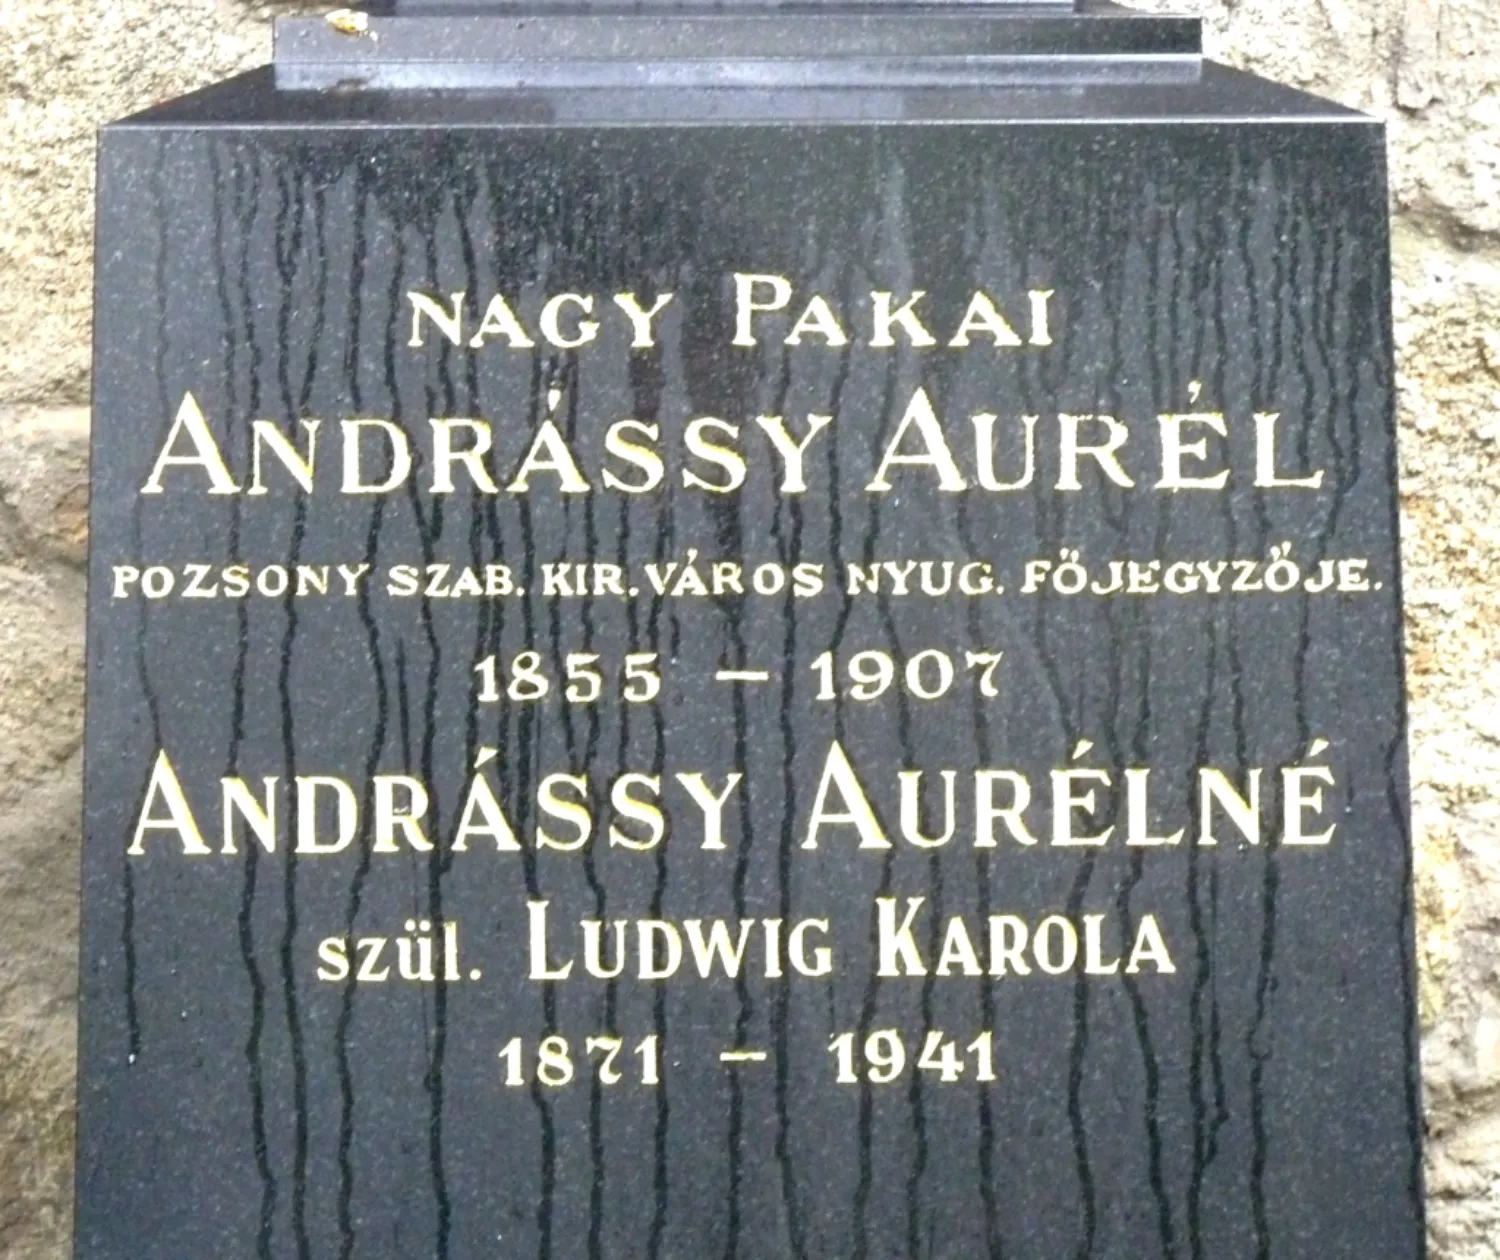 NAGY PAKAI
ANDRÁSSY AURÉL
POZSONY SZAB. KIR. VÁROS NYUG. FŐJEGYZŐJE.
1855 – 1907
ANDRÁSSY AURÉLNÉ
szül. LUDWIG KAROLA
1871 – 1941